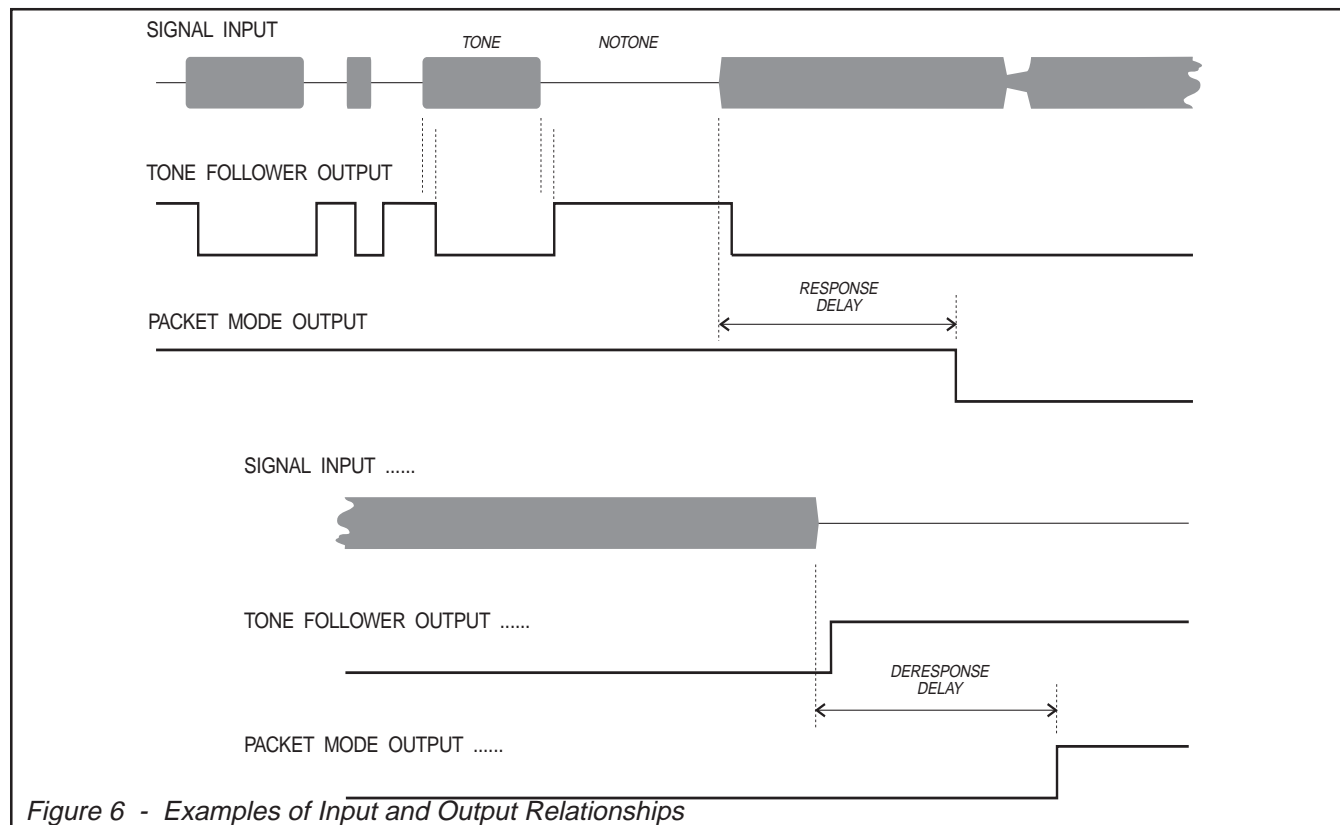 SIGNAL INPUT
TONE
NOTONE
TONE FOLLOWER OUTPUT
RESPONSE
DELAY
PACKET MODE OUTPUT
SIGNAL INPUT ......
TONE FOLLOWER OUTPUT ......
DERESPONSE
DELAY
PACKET MODE OUTPUT ......
Figure 6 - Examples of Input and Output Relationships